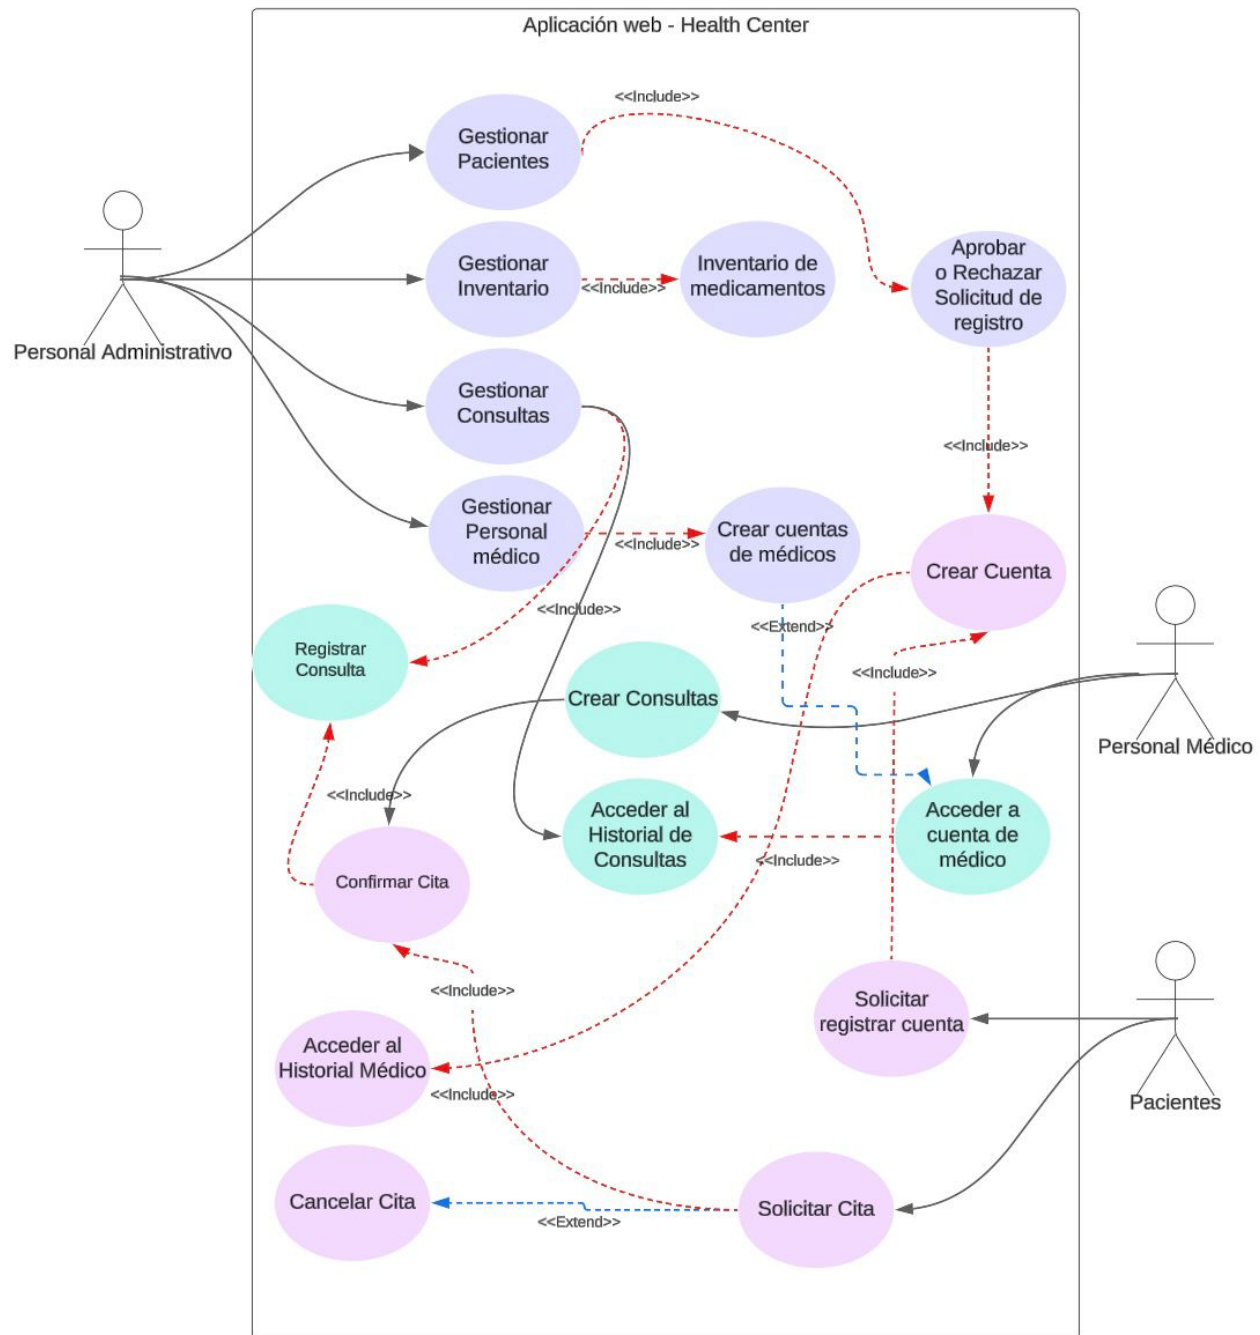 Aplicación web - Health Center
<<Include>>
Gestionar
Pacientes
Gestionar
Inventario
<<Include>>
Inventario de
medicamentos
Aprobar
o Rechazar
Solicitud de
registro
Personal Administrativo
Gestionar
Consultas
<<Include>>
Gestionar
Personal
médico
<<Include>>
Crear cuentas
de médicos
Crear Cuenta
<<Include>>
<<Extend>>
Registrar
Consulta
<<Include>>
Crear Consultas
Personal Médico
<<Include>>
Acceder al
Historial de
Consultas
<<Include>>
Acceder a
cuenta de
médico
Confirmar Cita
<<Include>>
Solicitar
registrar cuenta
Acceder al
Historial Médico
<<Include>>
Pacientes
Cancelar Cita
<<Extend>>
Solicitar Cita